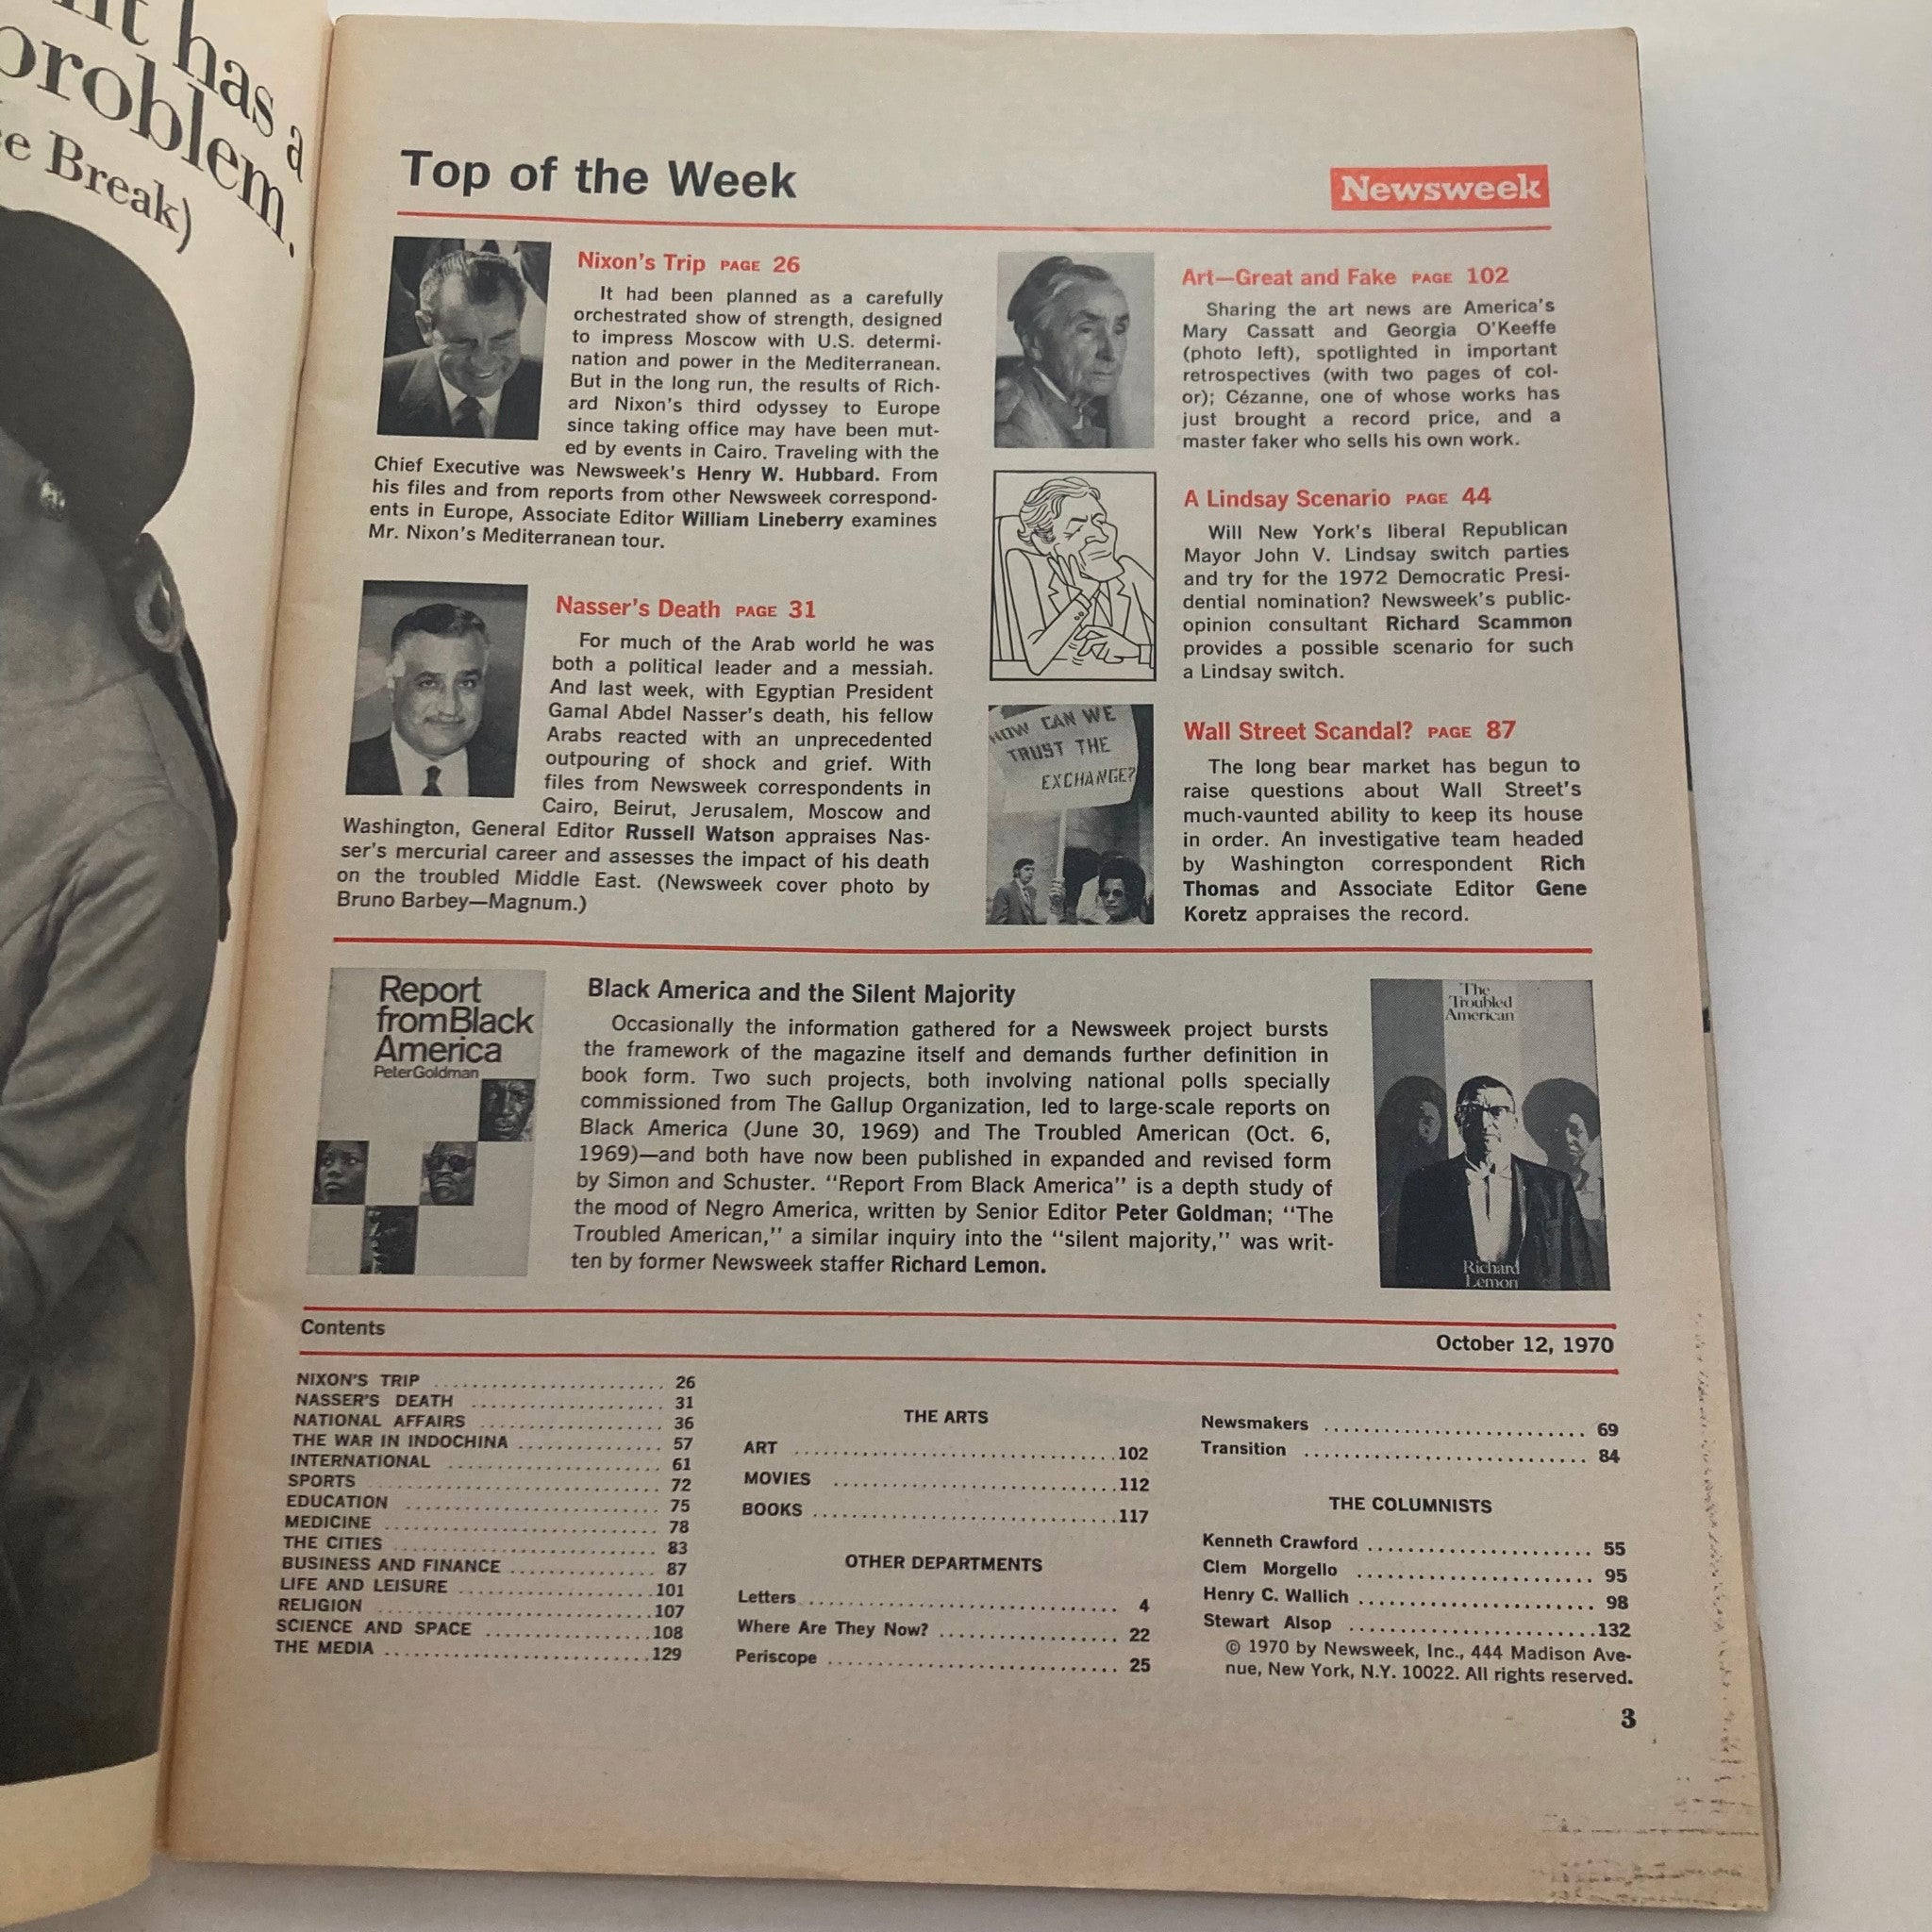 has a
problem.
Break)
Top of the Week
Newsweek
Nixon's Trip PAGE 26
It had been planned as a carefully
orchestrated show of strength, designed
to impress Moscow with U.S. determi-
nation and power in the Mediterranean.
But in the long run, the results of Rich-
ard Nixon's third odyssey to Europe
since taking office may have been mut-
ed by events in Cairo. Traveling with the
Chief Executive was Newsweek's Henry W. Hubbard. From
his files and from reports from other Newsweek correspond-
ents in Europe, Associate Editor William Lineberry examines
Mr. Nixon's Mediterranean tour.
Nasser's Death PAGE 31
For much of the Arab world he was
both a political leader and a messiah.
And last week, with Egyptian President
Gamal Abdel Nasser's death, his fellow
Arabs reacted with an unprecedented
outpouring of shock and grief. With
files from Newsweek correspondents in
Cairo, Beirut, Jerusalem, Moscow and
Washington, General Editor Russell Watson appraises Nas-
ser's mercurial career and assesses the impact of his death
on the troubled Middle East. (Newsweek cover photo by
Bruno Barbey—Magnum.)
Art—Great and Fake PAGE 102
Sharing the art news are America's
Mary Cassatt and Georgia O'Keeffe
(photo left), spotlighted in important
retrospectives (with two pages of col-
or); Cézanne, one of whose works has
just brought a record price, and a
master faker who sells his own work.
A Lindsay Scenario PAGE 44
Will New York's liberal Republican
Mayor John V. Lindsay switch parties
and try for the 1972 Democratic Presi-
dential nomination? Newsweek's public-
opinion consultant Richard Scammon
provides a possible scenario for such
a Lindsay switch.
HOW CAN WE
TRUST THE
EXCHANGE?
Wall Street Scandal? PAGE 87
The long bear market has begun to
raise questions about Wall Street's
much-vaunted ability to keep its house
in order. An investigative team headed
by Washington correspondent Rich
Thomas and Associate Editor Gene
Koretz appraises the record.
Report
from Black
America
Peter Goldman
Black America and the Silent Majority
Occasionally the information gathered for a Newsweek project bursts
the framework of the magazine itself and demands further definition in
book form. Two such projects, both involving national polls specially
commissioned from The Gallup Organization, led to large-scale reports on
Black America (June 30, 1969) and The Troubled American (Oct. 6,
1969)—and both have now been published in expanded and revised form
by Simon and Schuster. "Report From Black America" is a depth study of
the mood of Negro America, written by Senior Editor Peter Goldman; "The
Troubled American," a similar inquiry into the "silent majority," was writ-
ten by former Newsweek staffer Richard Lemon.
The
Troubled
American
Richard
Lemon
Contents
October 12, 1970
NIXON'S TRIP 26
NASSER'S DEATH 31
NATIONAL AFFAIRS 36
THE WAR IN INDOCHINA 57
INTERNATIONAL 61
SPORTS 72
EDUCATION 75
MEDICINE 78
THE CITIES 83
BUSINESS AND FINANCE 87
LIFE AND LEISURE 101
RELIGION 107
SCIENCE AND SPACE 108
THE MEDIA 129
THE ARTS
ART 102
MOVIES 112
BOOKS 117
OTHER DEPARTMENTS
Letters 4
Where Are They Now? 22
Periscope 25
Newsmakers 69
Transition 84
THE COLUMNISTS
Kenneth Crawford 55
Clem Morgello 95
Henry C. Wallich 98
Stewart Alsop 132
© 1970 by Newsweek, Inc., 444 Madison Ave-
nue, New York, N.Y. 10022. All rights reserved.
3